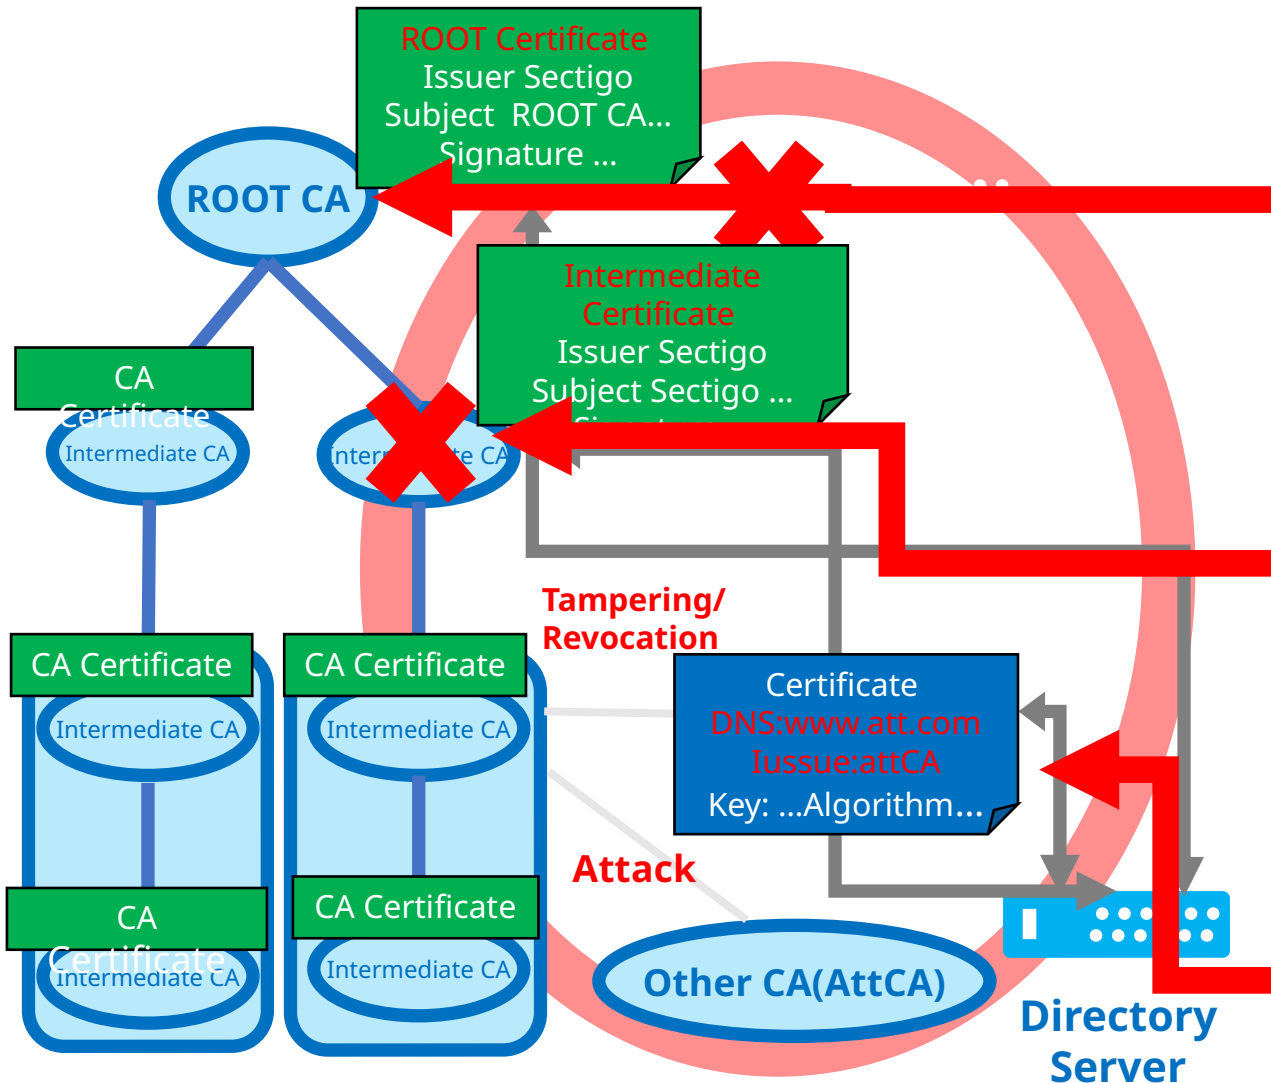 ROOT Certificate
Issuer Sectigo
Subject  ROOT CA...
Signature ...
ROOT CA
Intermediate
Certificate
Issuer Sectigo
Subject Sectigo ...
CA
Certificate
Intermediate CA
CA
Tampering/
Revocation
CA Certificate
Intermediate CA
CA Certificate
Intermediate CA
Certificate
DNS:www.att.com
Iussue:attCA
Key: ...Algorithm...
Attack
CA
Certificate
Intermediate CA
CA Certificate
Intermediate CA
Other CA(AttCA)
Directory
Server